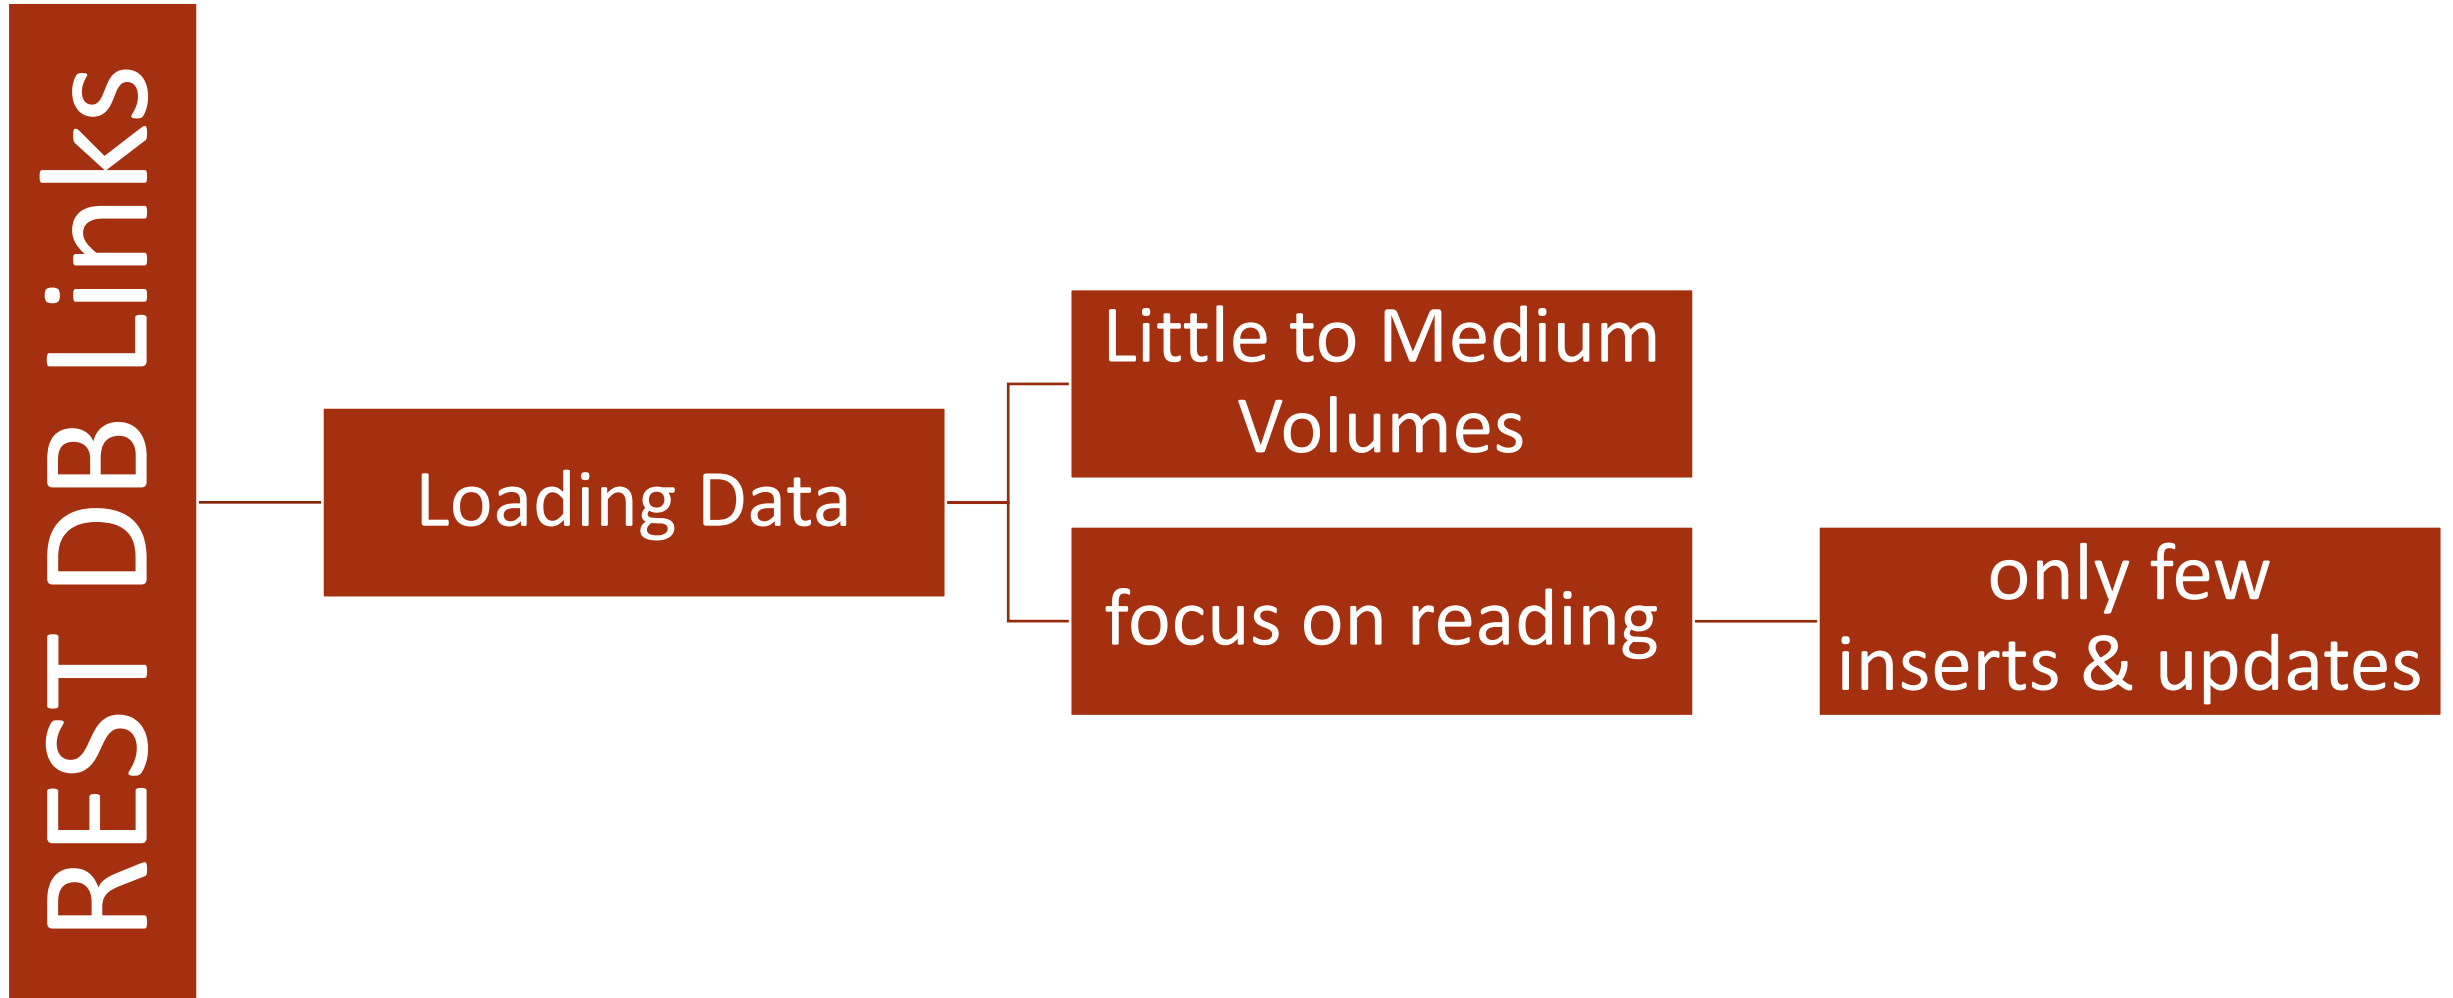 REST DB Links
Loading Data
Little to Medium
Volumes
focus on reading
only few
inserts & updates